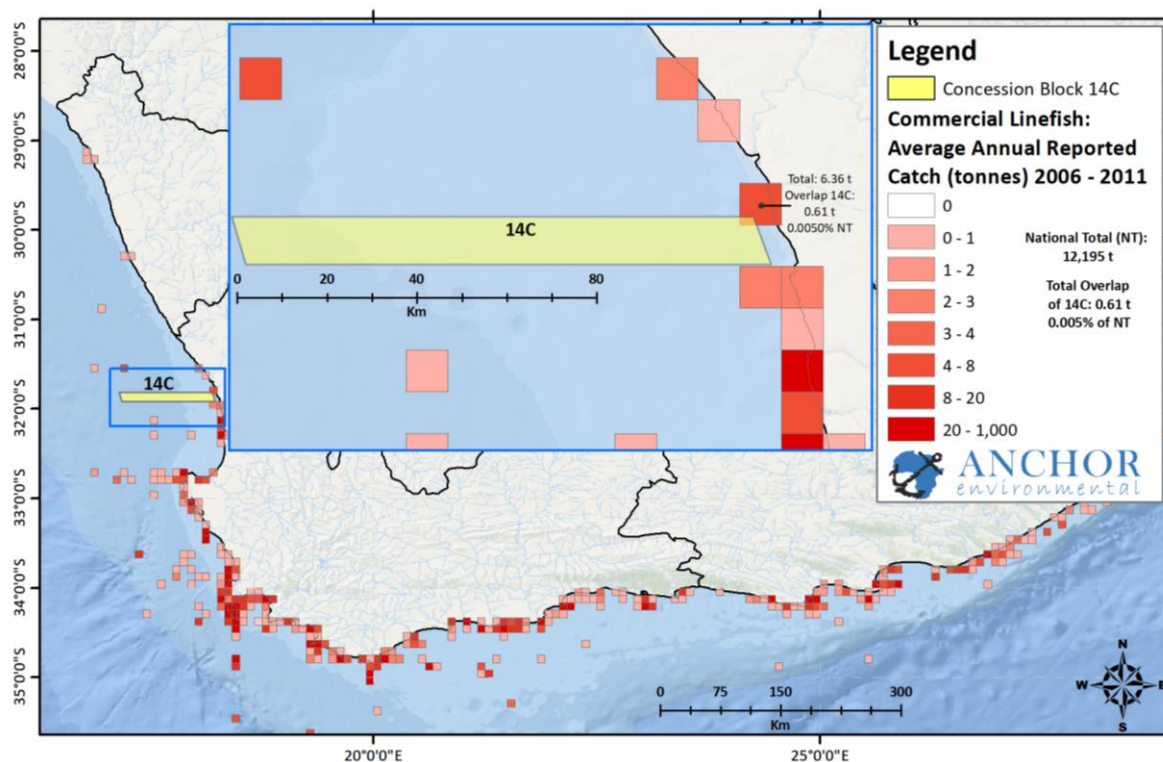 28°0'0"S
29°0'0"S
30°0'0"S
31°0'0"S
32°0'0"S
33°0'0"S
34°0'0"S
35°0'0"S
14C
Total: 6.36 t
Overlap 14C:
0.61 t
0.0050% NT
14C
0 20 40 60 80
Km
Legend
Concession Block 14C
Commercial Linefish:
Average Annual Reported
Catch (tonnes) 2006 - 2011
0
0 - 1
1 - 2
2 - 3
3 - 4
4 - 8
8 - 20
20 - 1,000
National Total (NT):
12,195 t
Total Overlap
of 14C: 0.61 t
0.005% of NT
ANCHOR
environmental
0 75 150 300
Km
N
W E
S
20°0'0"E
25°0'0"E